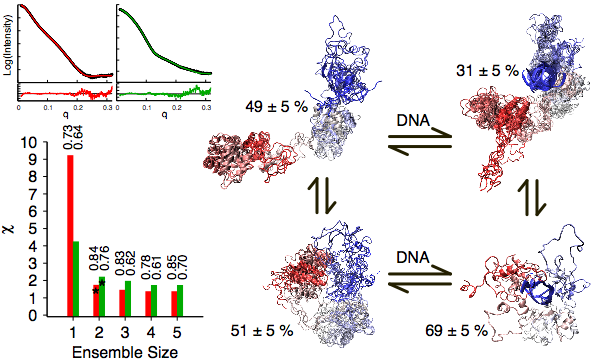 Log(Intensity)
0 0.1 0.2 0.3
0 0.1 0.2 0.3
q
q
49 ± 5 %
DNA
31 ± 5 %
51 ± 5 %
DNA
69 ± 5 %
χ
10
9
8
7
6
5
4
3
2
1
0
0.73
0.64
0.84
0.76
0.83
0.62
0.78
0.61
0.85
0.70
1 2 3 4 5
Ensemble Size